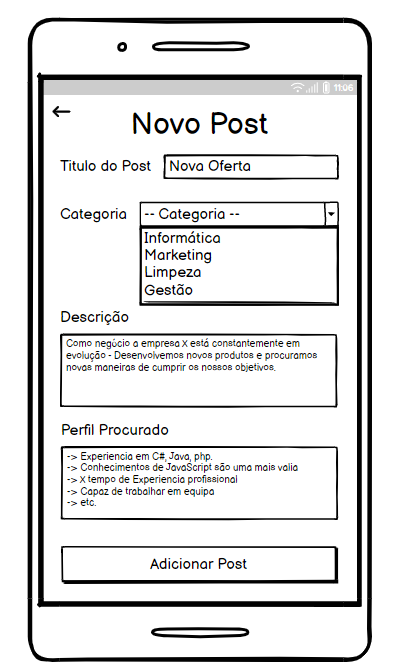 11:06
Novo Post
Titulo do Post
Nova Oferta
Categoria
-- Categoria --
Informática
Marketing
Limpeza
Gestão
Descrição
Como negócio a empresa X está constantemente em
evolução - Desenvolvemos novos produtos e procuramos
novas maneiras de cumprir os nossos objetivos.
Perfil Procurado
-> Experiencia em C#, Java, php.
-> Conhecimentos de JavaScript são uma mais valia
-> X tempo de Experiencia profissional
-> Capaz de trabalhar em equipa
-> etc.
Adicionar Post